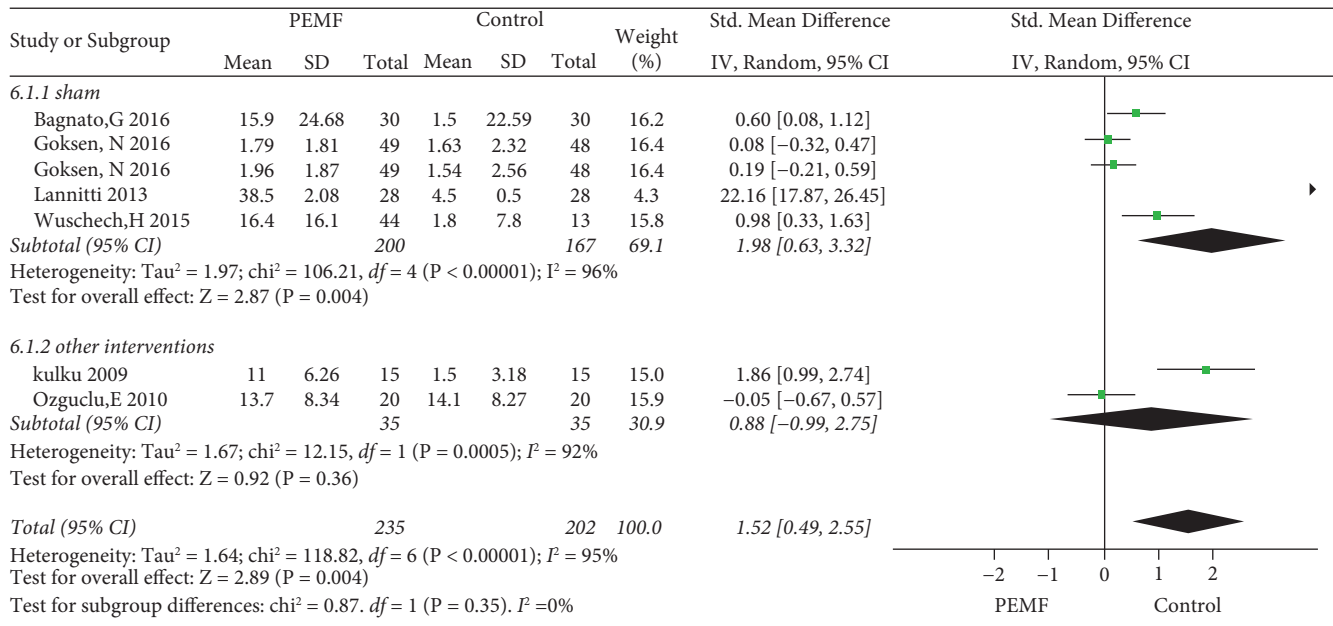 PEMF Control Std. Mean Difference Std. Mean Difference
Study or Subgroup Weight
Mean SD Total Mean SD Total (%) IV, Random, 95% CI IV, Random, 95% CI
6.1.1 sham
Bagnato,G 2016 15.9 24.68 30 1.5 22.59 30 16.2 0.60 [0.08, 1.12]
Goksen, N 2016 1.79 1.81 49 1.63 2.32 48 16.4 0.08 [−0.32, 0.47]
Goksen, N 2016 1.96 1.87 49 1.54 2.56 48 16.4 0.19 [−0.21, 0.59]
Lannitti 2013 38.5 2.08 28 4.5 0.5 28 4.3 22.16 [17.87, 26.45]
Wuschech,H 2015 16.4 16.1 44 1.8 7.8 13 15.8 0.98 [0.33, 1.63]
Subtotal (95% CI) 200 167 69.1 1.98 [0.63, 3.32]
Heterogeneity: Tau² = 1.97; chi² = 106.21, df = 4 (P < 0.00001); I² = 96%
Test for overall effect: Z = 2.87 (P = 0.004)
6.1.2 other interventions
kulku 2009 11 6.26 15 1.5 3.18 15 15.0 1.86 [0.99, 2.74]
Ozguclu,E 2010 13.7 8.34 20 14.1 8.27 20 15.9 −0.05 [−0.67, 0.57]
Subtotal (95% CI) 35 35 30.9 0.88 [−0.99, 2.75]
Heterogeneity: Tau² = 1.67; chi² = 12.15, df = 1 (P = 0.0005); I² = 92%
Test for overall effect: Z = 0.92 (P = 0.36)
Total (95% CI) 235 202 100.0 1.52 [0.49, 2.55]
Heterogeneity: Tau² = 1.64; chi² = 118.82, df = 6 (P < 0.00001); I² = 95%
Test for overall effect: Z = 2.89 (P = 0.004)
Test for subgroup differences: chi² = 0.87. df = 1 (P = 0.35). I² =0%
−2 −1 0 1 2
PEMF Control